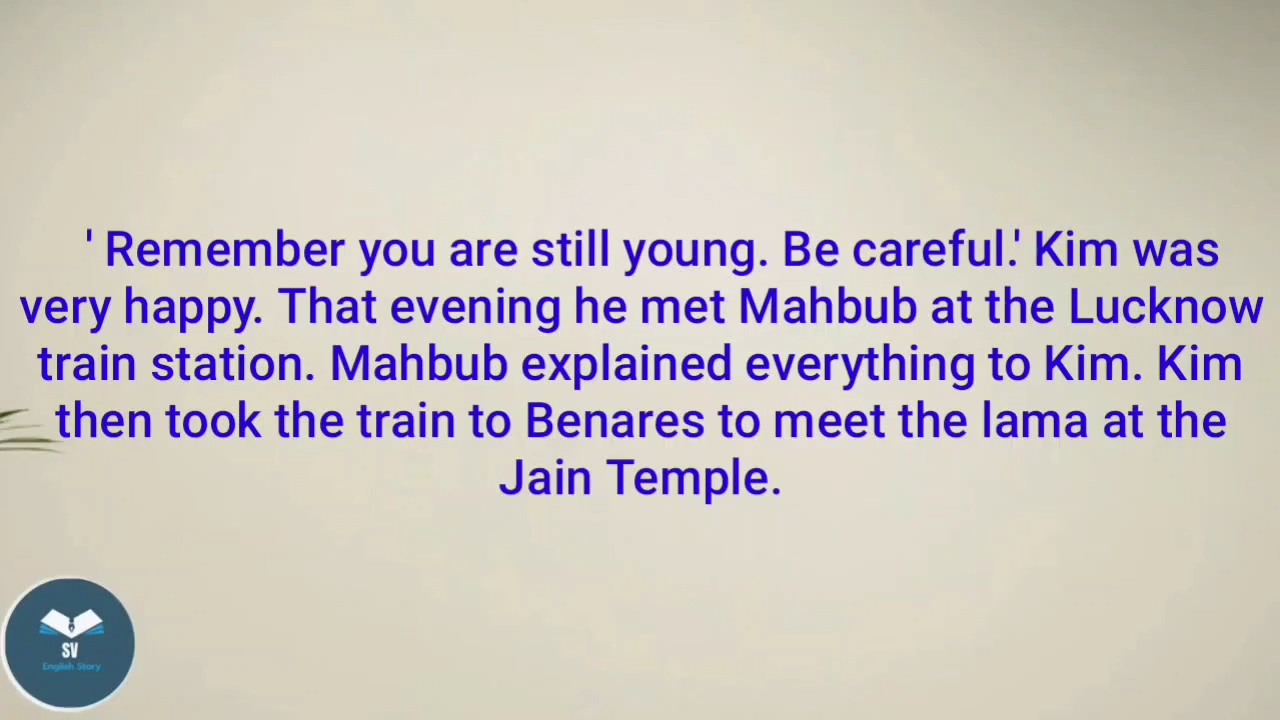 ' Remember you are still young. Be careful.' Kim was
very happy. That evening he met Mahbub at the Lucknow
train station. Mahbub explained everything to Kim. Kim
then took the train to Benares to meet the lama at the
Jain Temple.
SV
English Story